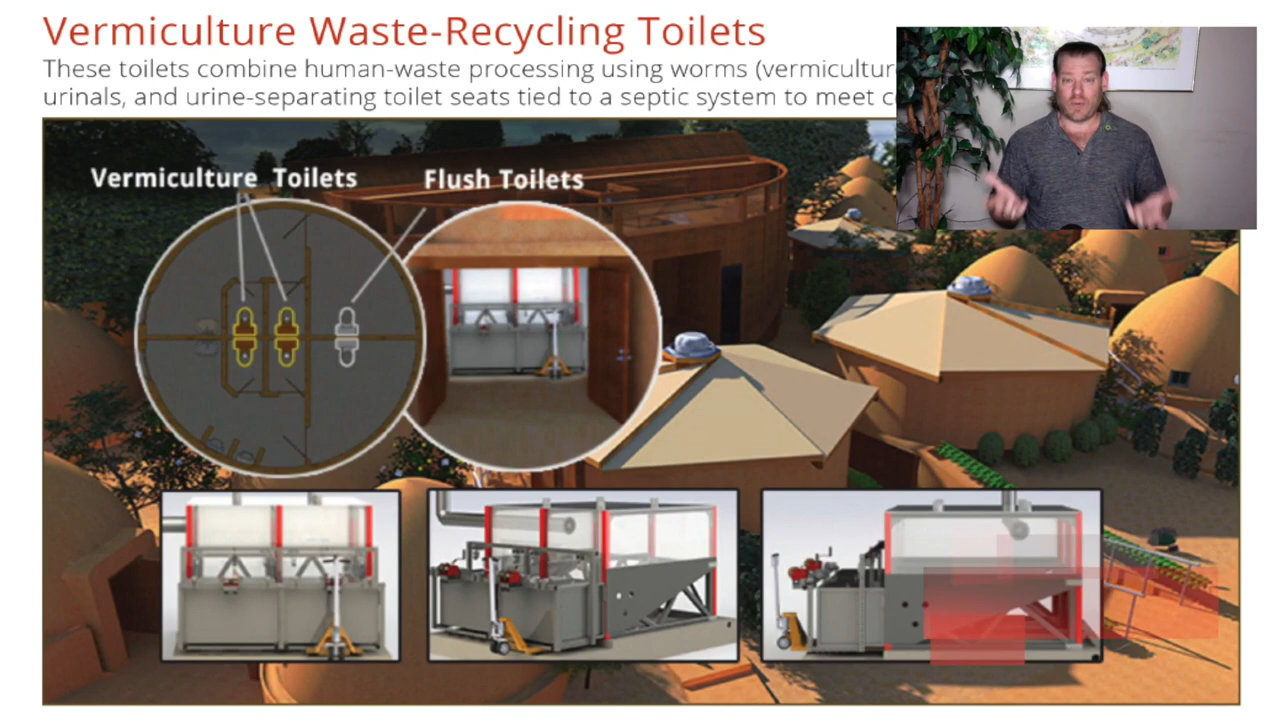 Vermiculture Waste-Recycling Toilets
These toilets combine human-waste processing using worms (vermicultur
urinals, and urine-separating toilet seats tied to a septic system to meet c
Vermiculture Toilets
Flush Toilets